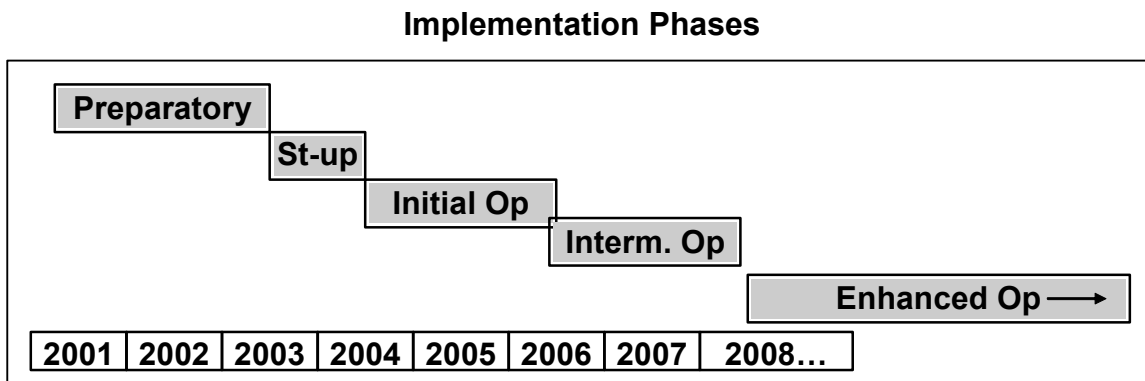 Implementation Phases
Preparatory
St-up
Initial Op
Interm. Op
Enhanced Op
2001 2002 2003 2004 2005 2006 2007 2008…